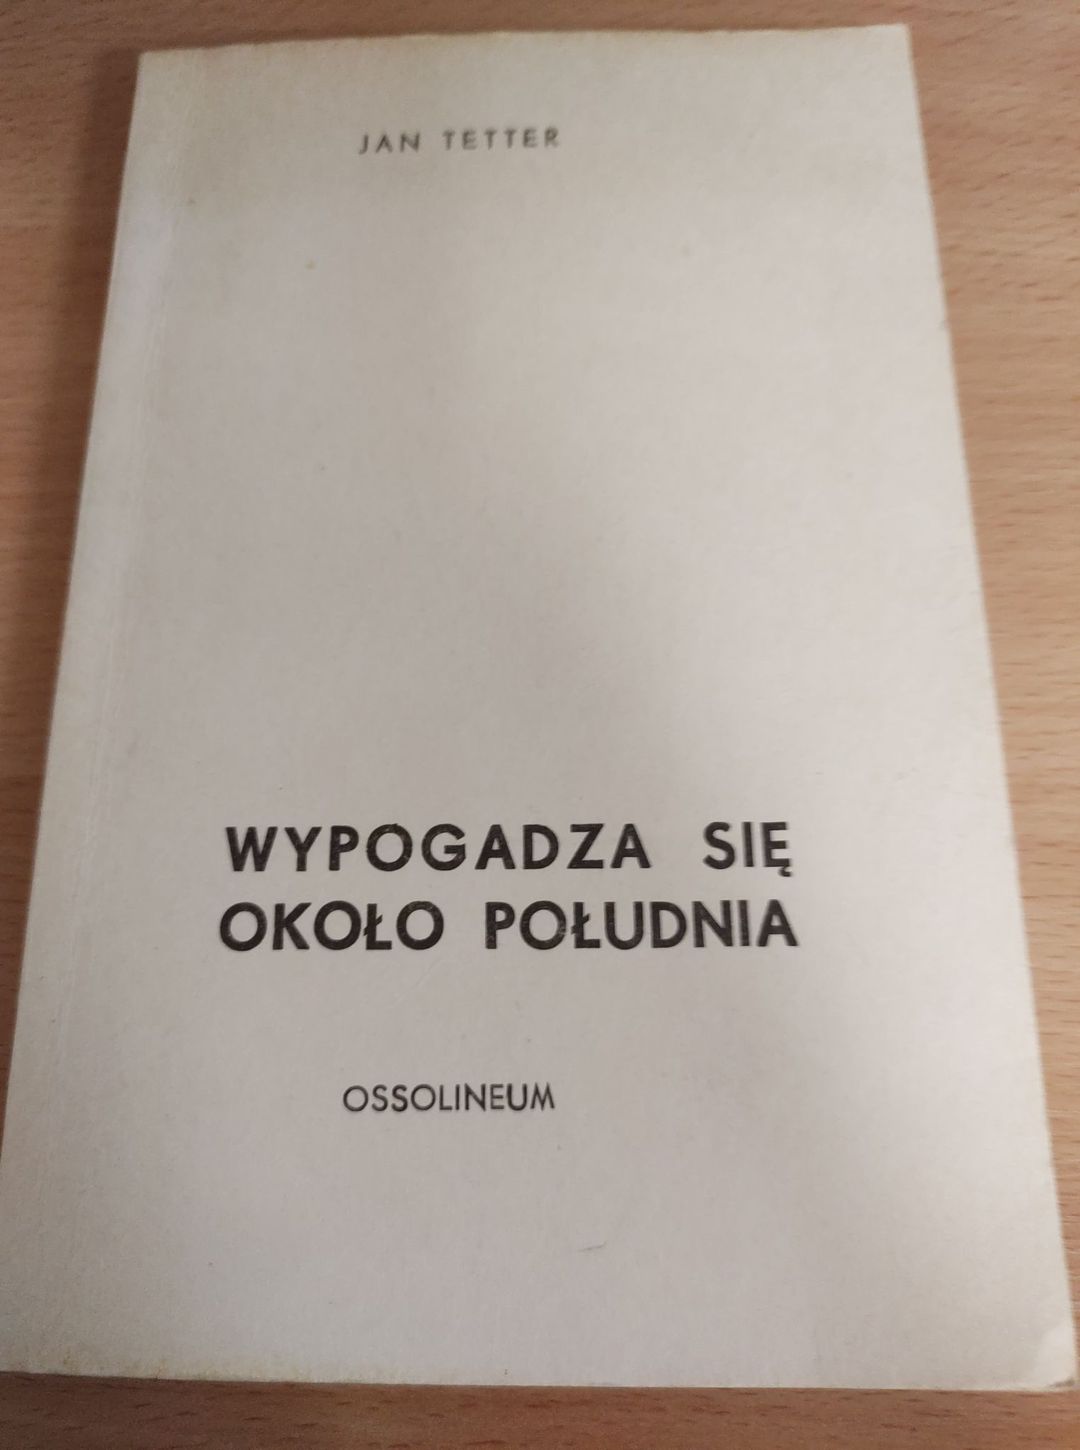 JAN TETTER
WYPOGADZA SIĘ
OKOŁO POŁUDNIA
OSSOLINEUM